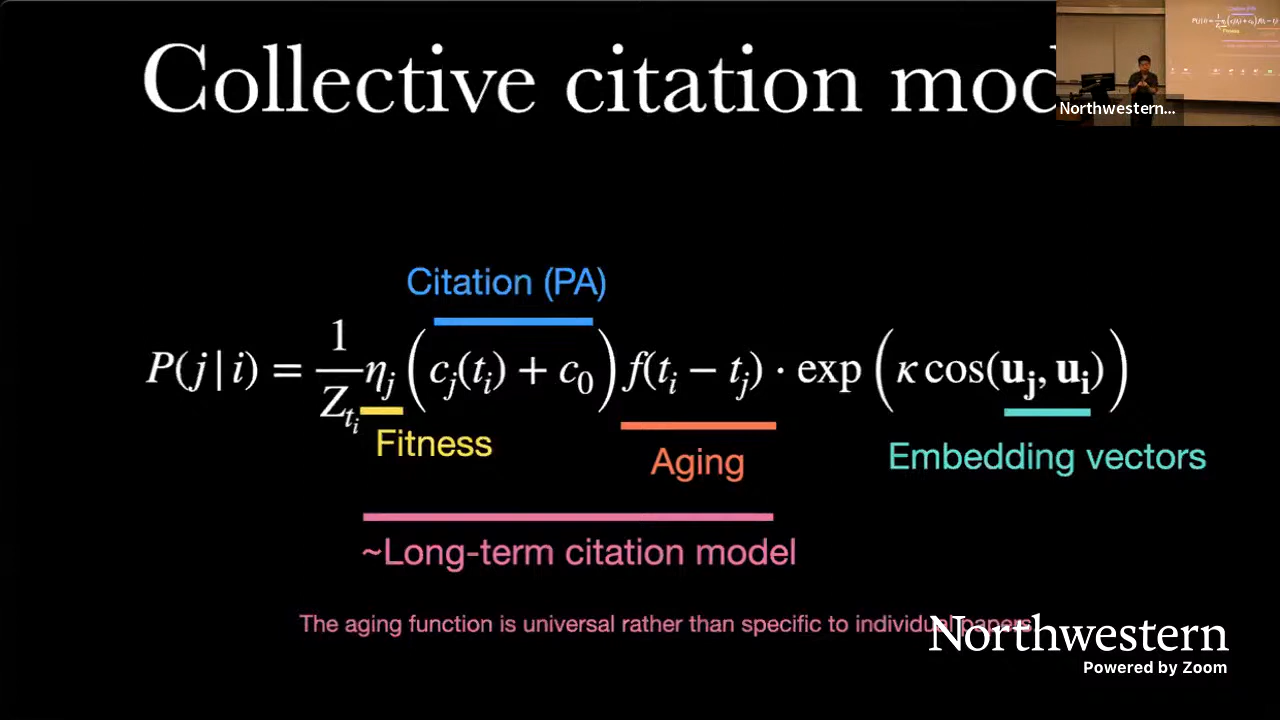 Collective citation mod
Northwestern...
Citation (PA)
P(j|i) = 1/Z_{t_i} η_j (c_j(t_i) + c_0) f(t_i − t_j) · exp(κ cos(u_j, u_i))
Fitness
Aging
Embedding vectors
~Long-term citation model
The aging function is universal rather than specific to individual papers
Northwestern
Powered by Zoom